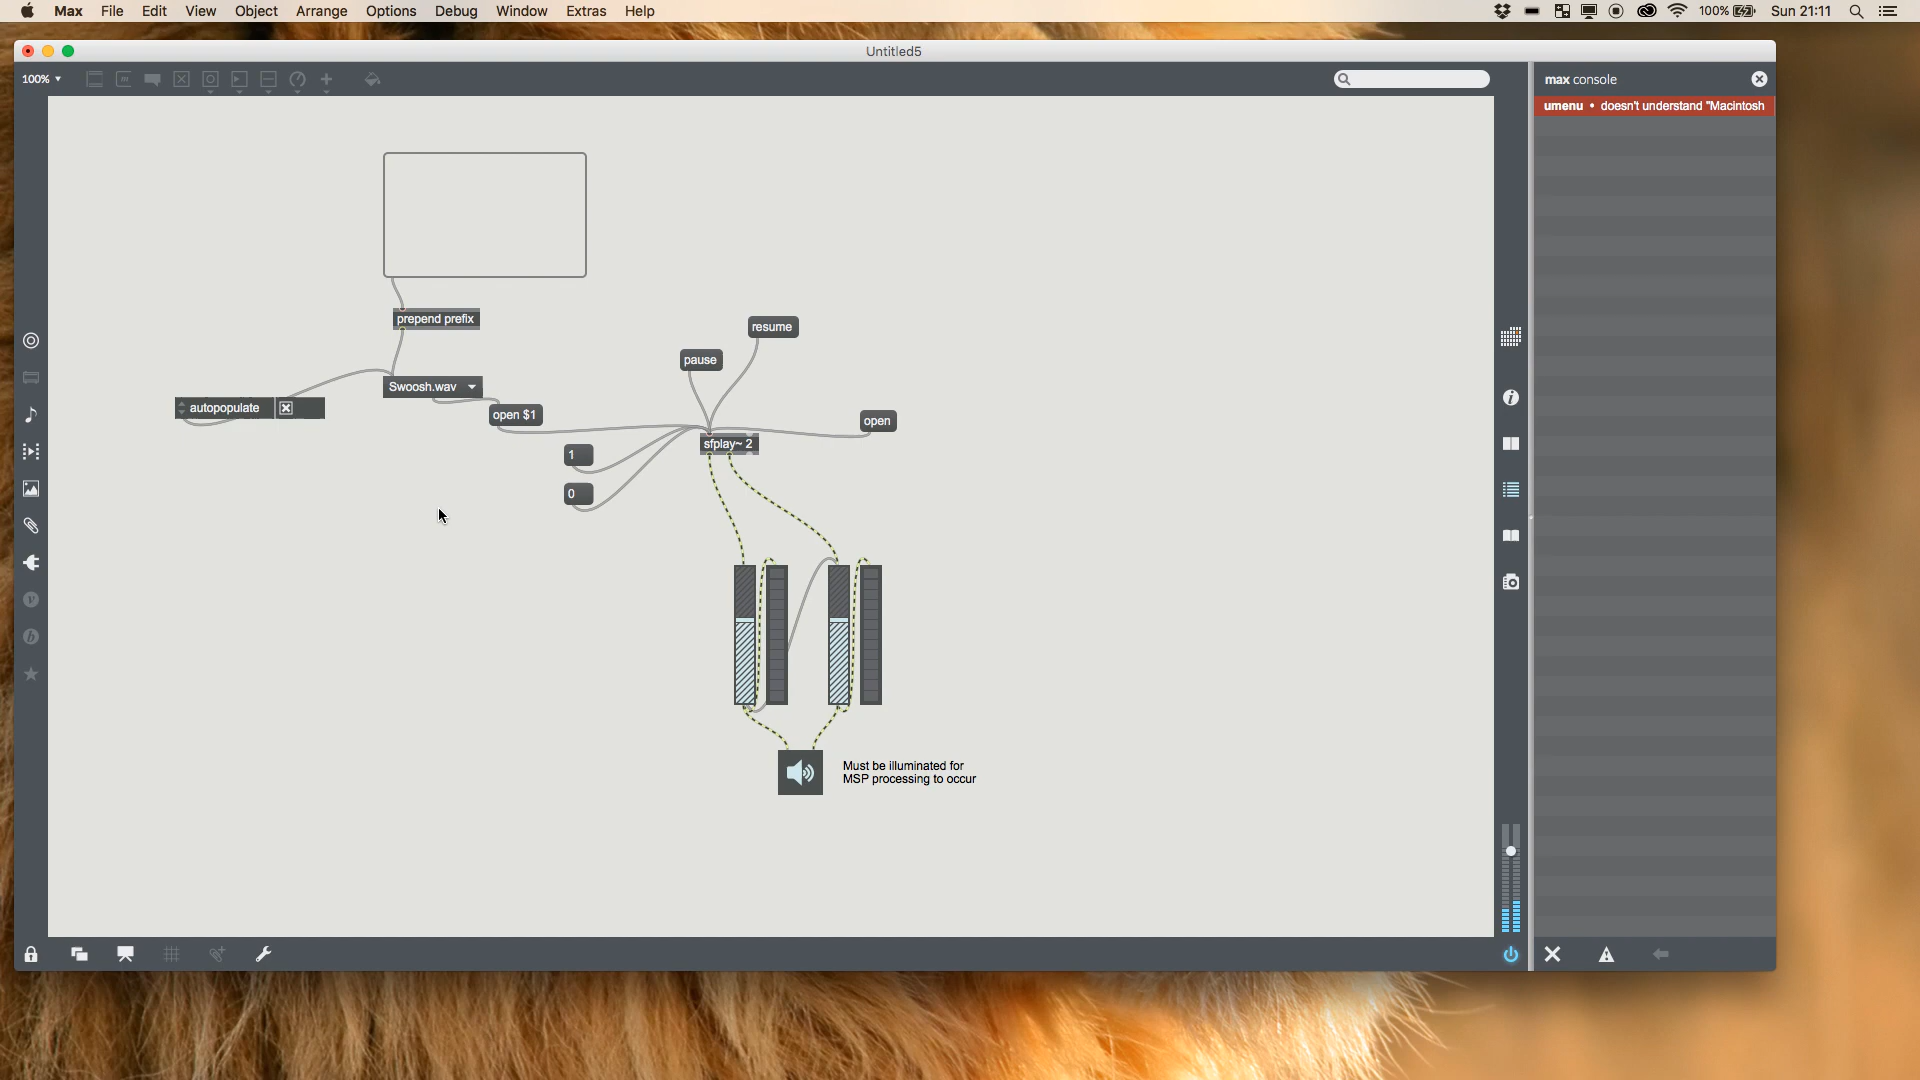 Max File Edit View Object Arrange Options Debug Window Extras Help 100% Sun 21:11
Untitled5
100%
max console
umenu • doesn't understand "Macintosh
prepend prefix
resume
pause
Swoosh.wav
autopopulate
open $1
open
sfplay~ 2
1
0
Must be illuminated for
MSP processing to occur